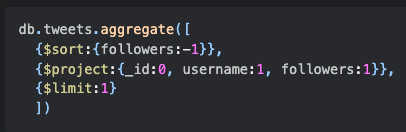 db.tweets.aggregate([
{$sort:{followers:-1}},
{$project:{_id:0, username:1, followers:1}},
{$limit:1}
])